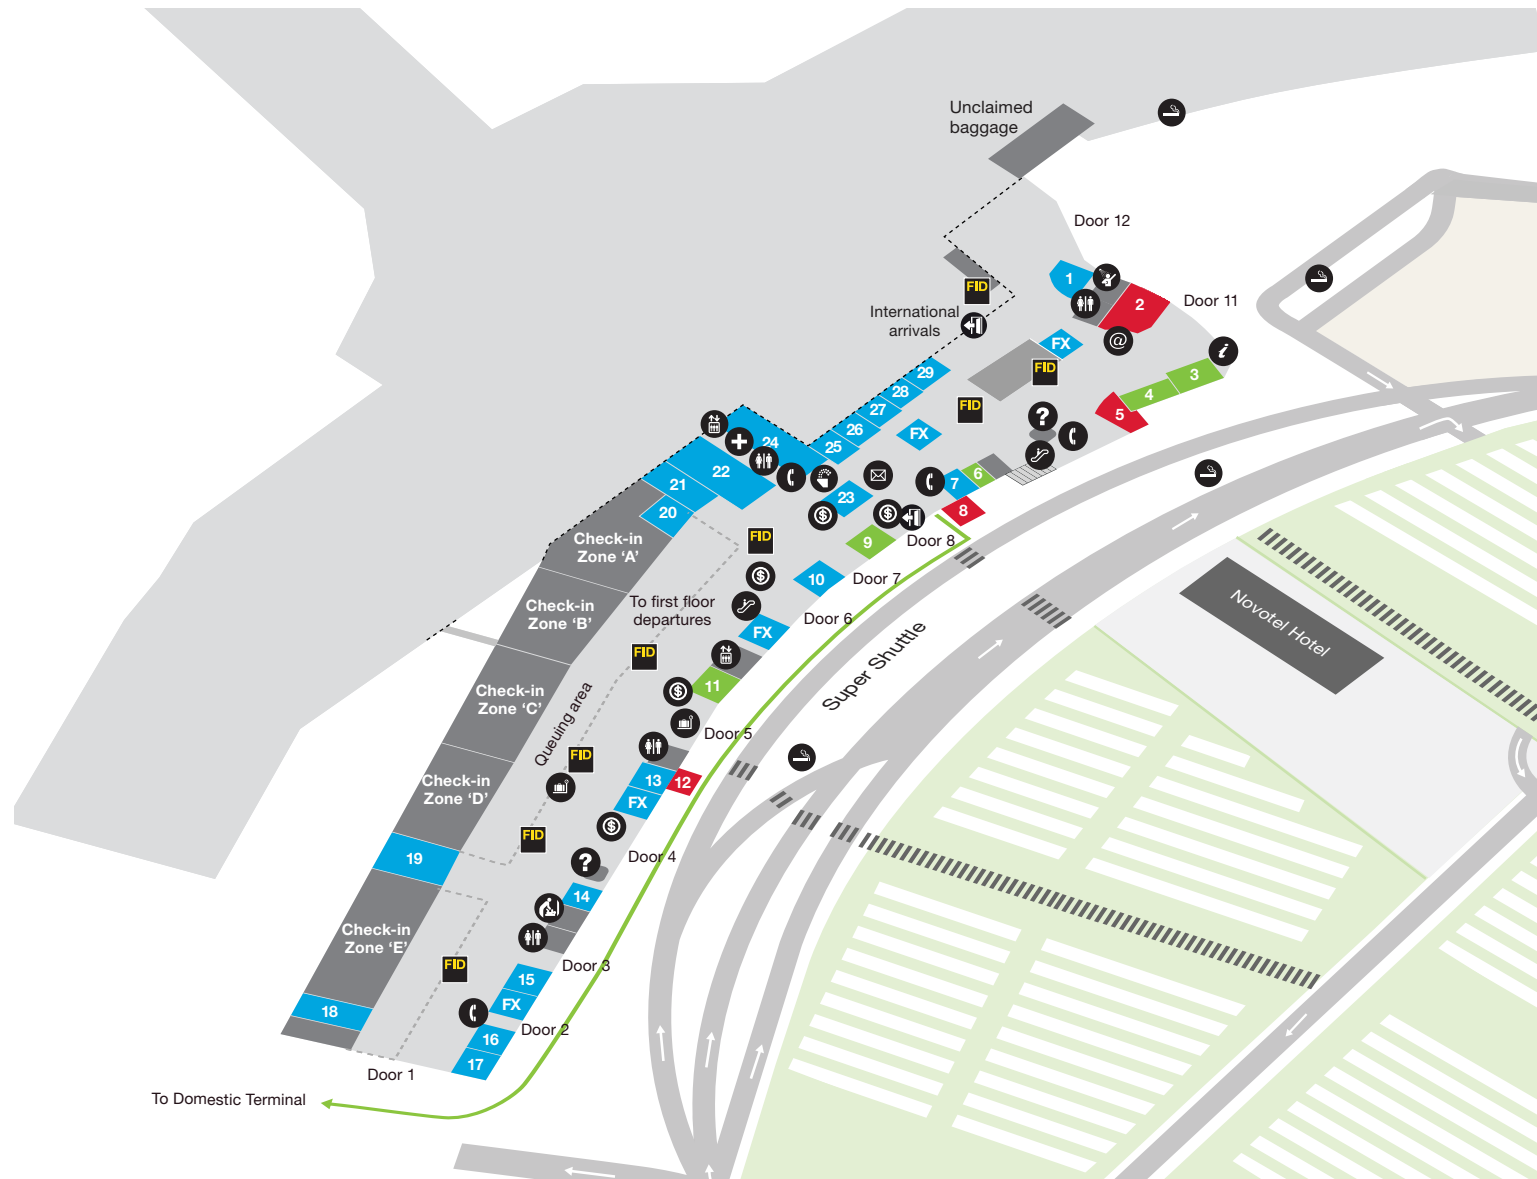 Unclaimed
baggage
Door 12
1
2
Door 11
FID
International
arrivals
FX
@
i
FID
29
3
28
4
27
FID
5
26
?
FX
24
25
22
6
21
7
23
20
8
$
$
Check-in
Zone ‘A’
FID
9
Door 8
$
10
Door 7
Novotel Hotel
Check-in
Zone ‘B’
To first floor
departures
Door 6
FX
FID
Super Shuttle
11
$
Check-in
Zone ‘C’
Queuing area
Door 5
FID
13
12
Check-in
Zone ‘D’
FX
$
FID
19
Door 4
?
14
Check-in
Zone ‘E’
FID
Door 3
15
FX
18
Door 2
16
17
Door 1
To Domestic Terminal